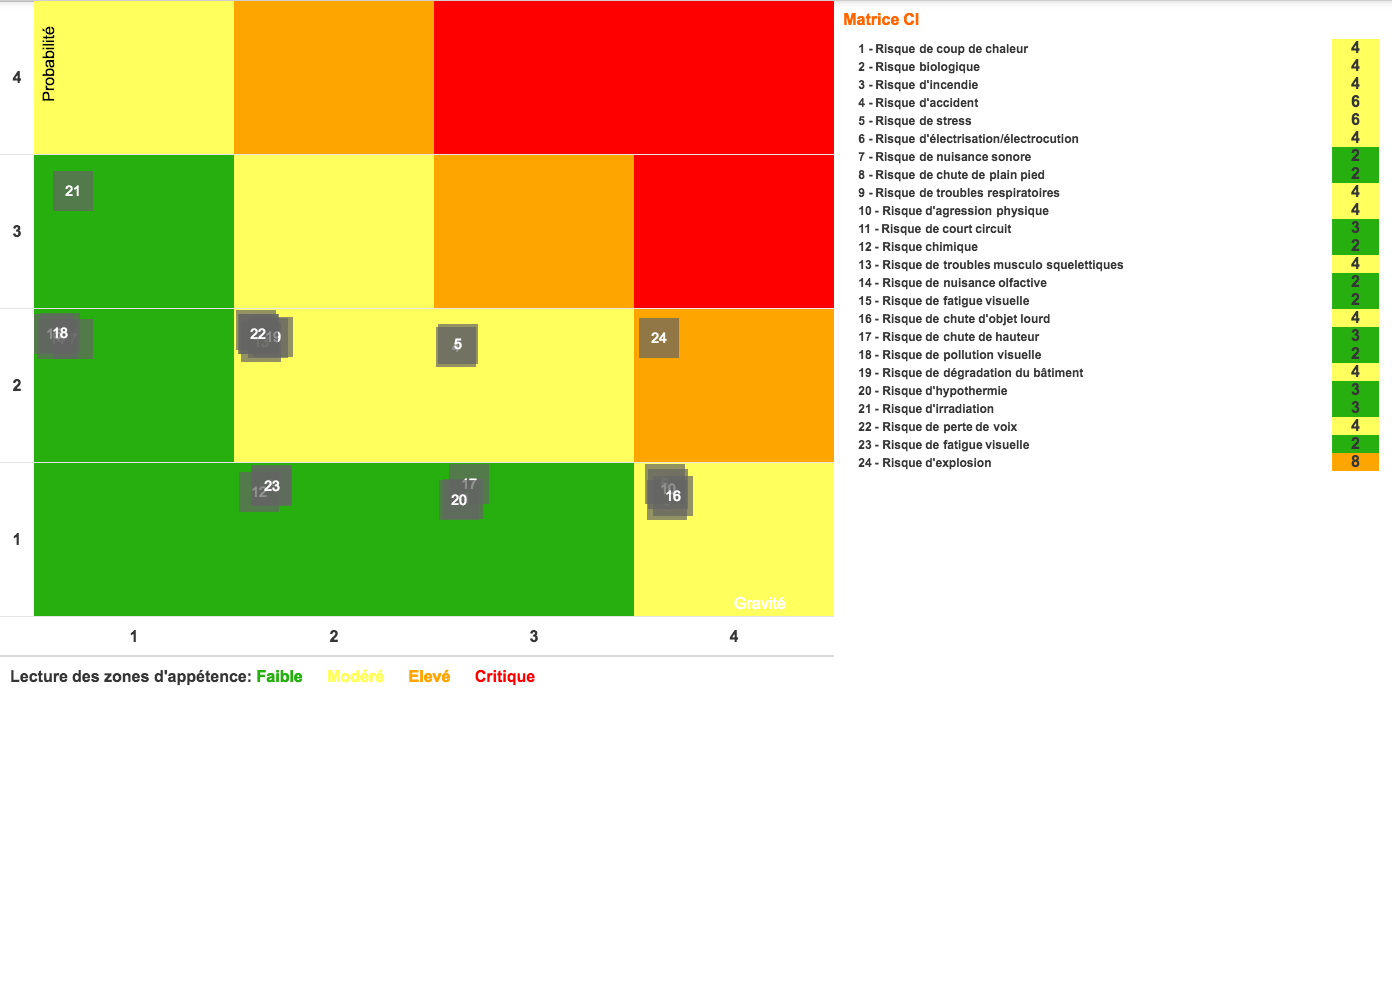 Probabilité
4
3
2
1
21
18
22
19
5
24
12
23
17
20
10
16
Gravité
1
2
3
4
Lecture des zones d'appétence: Faible Modéré Elevé Critique
Matrice CI
1 - Risque de coup de chaleur 4
2 - Risque biologique 4
3 - Risque d'incendie 4
4 - Risque d'accident 6
5 - Risque de stress 6
6 - Risque d'électrisation/électrocution 4
7 - Risque de nuisance sonore 2
8 - Risque de chute de plain pied 2
9 - Risque de troubles respiratoires 4
10 - Risque d'agression physique 4
11 - Risque de court circuit 3
12 - Risque chimique 2
13 - Risque de troubles musculo squelettiques 4
14 - Risque de nuisance olfactive 2
15 - Risque de fatigue visuelle 2
16 - Risque de chute d'objet lourd 4
17 - Risque de chute de hauteur 3
18 - Risque de pollution visuelle 2
19 - Risque de dégradation du bâtiment 4
20 - Risque d'hypothermie 3
21 - Risque d'irradiation 3
22 - Risque de perte de voix 4
23 - Risque de fatigue visuelle 2
24 - Risque d'explosion 8